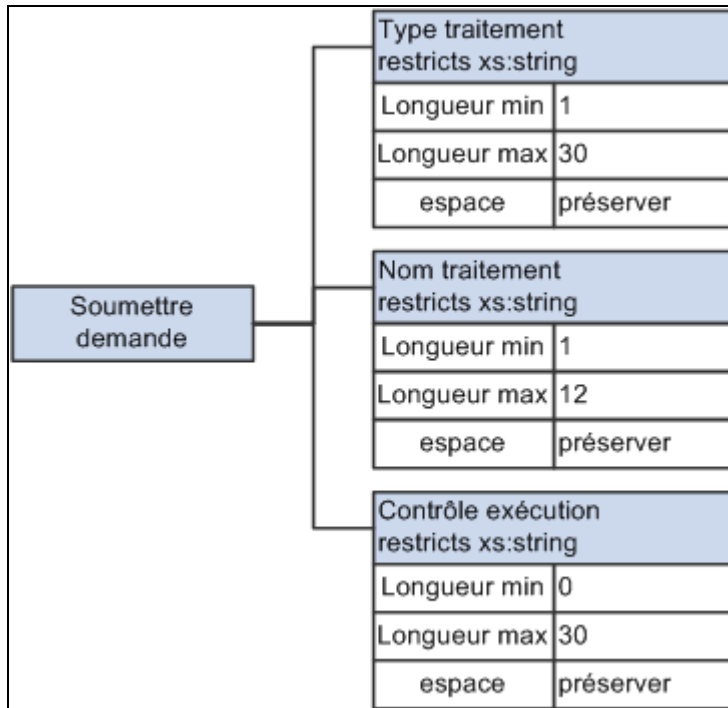 Type traitement
restricts xs:string
Longueur min 1
Longueur max 30
espace préserver
Soumettre
demande
Nom traitement
restricts xs:string
Longueur min 1
Longueur max 12
espace préserver
Contrôle exécution
restricts xs:string
Longueur min 0
Longueur max 30
espace préserver